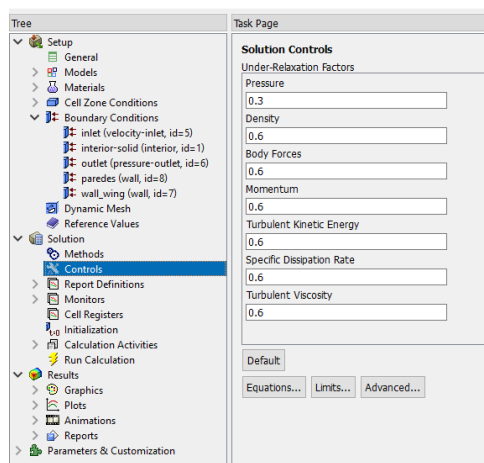 Tree
Setup
General
Models
Materials
Cell Zone Conditions
Boundary Conditions
inlet (velocity-inlet, id=5)
interior-solid (interior, id=1)
outlet (pressure-outlet, id=6)
paredes (wall, id=8)
wall_wing (wall, id=7)
Dynamic Mesh
Reference Values
Solution
Methods
Controls
Report Definitions
Monitors
Cell Registers
t=0 Initialization
Calculation Activities
Run Calculation
Results
Graphics
Plots
Animations
Reports
Parameters & Customization
Task Page
Solution Controls
Under-Relaxation Factors
Pressure
0.3
Density
0.6
Body Forces
0.6
Momentum
0.6
Turbulent Kinetic Energy
0.6
Specific Dissipation Rate
0.6
Turbulent Viscosity
0.6
Default
Equations... Limits... Advanced...